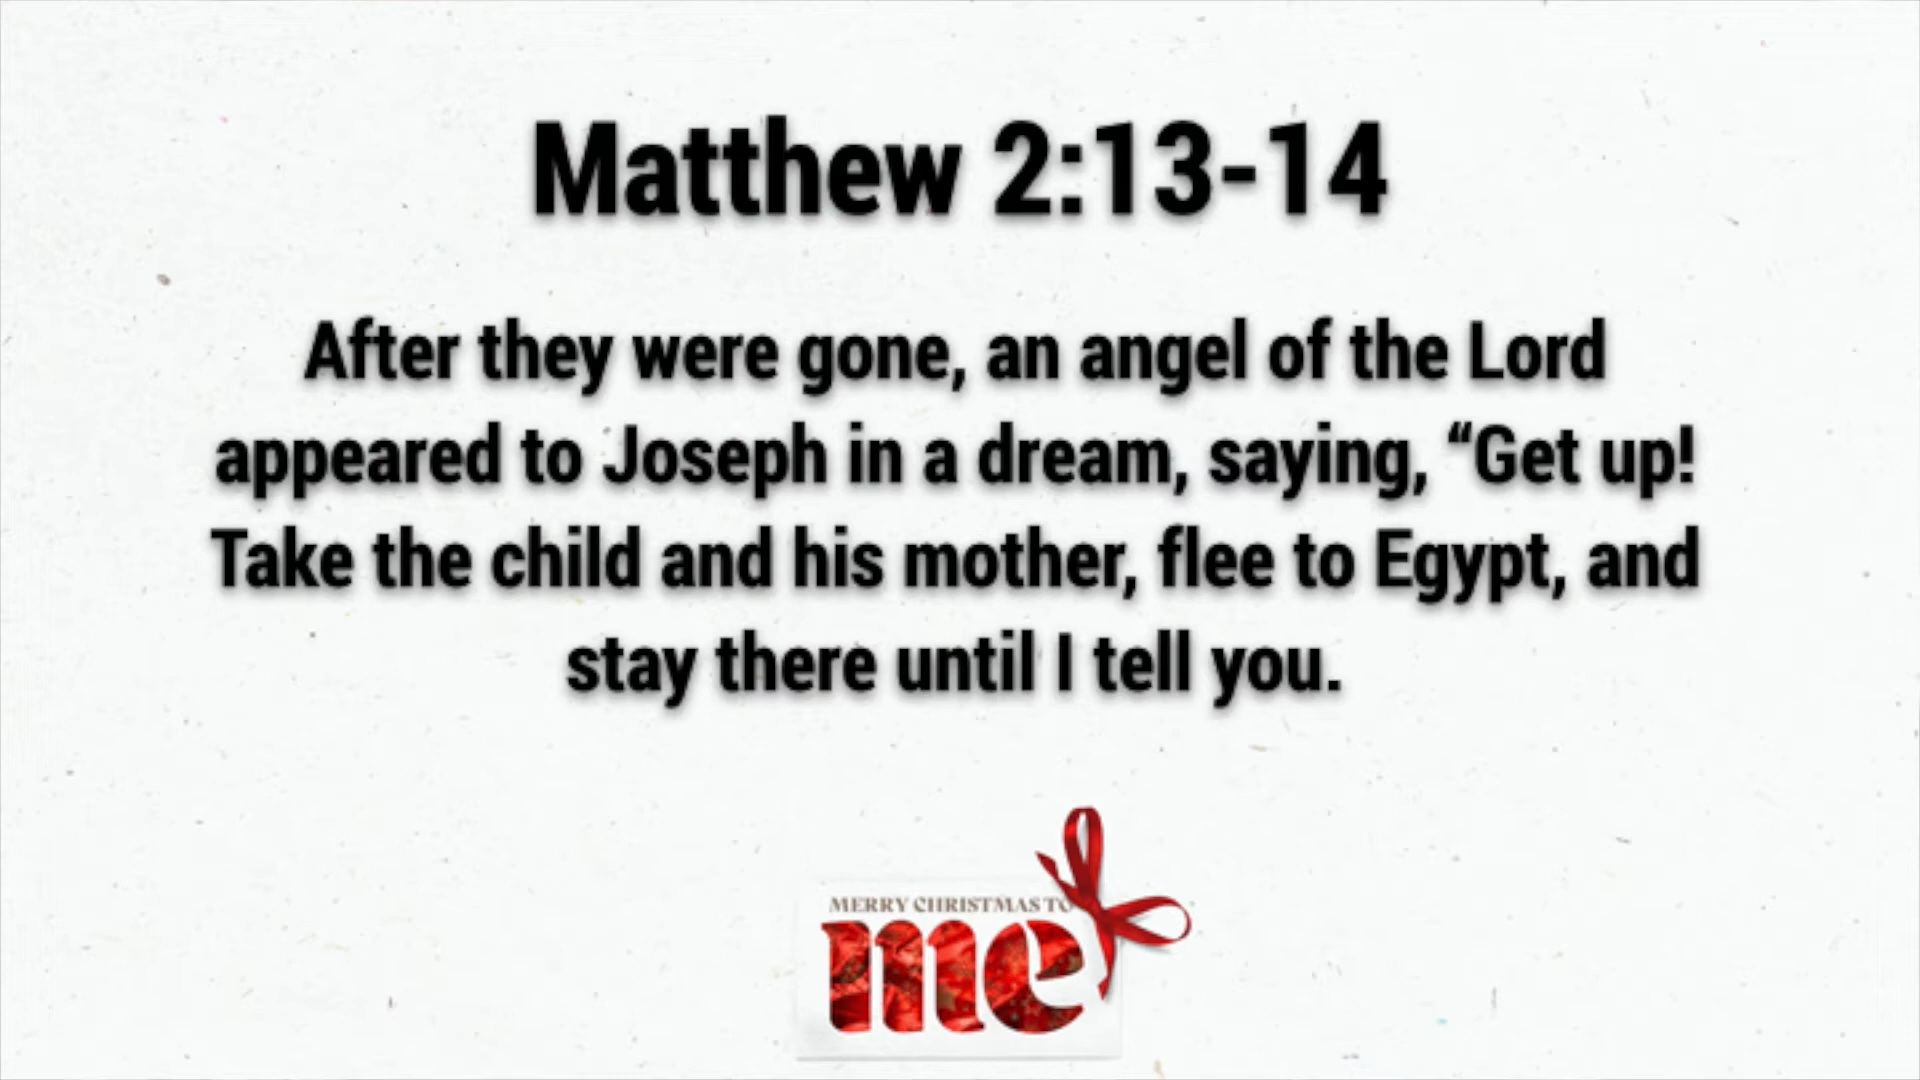 Matthew 2:13-14
After they were gone, an angel of the Lord
appeared to Joseph in a dream, saying, “Get up!
Take the child and his mother, flee to Egypt, and
stay there until I tell you.
MERRY CHRISTMAS TO
me